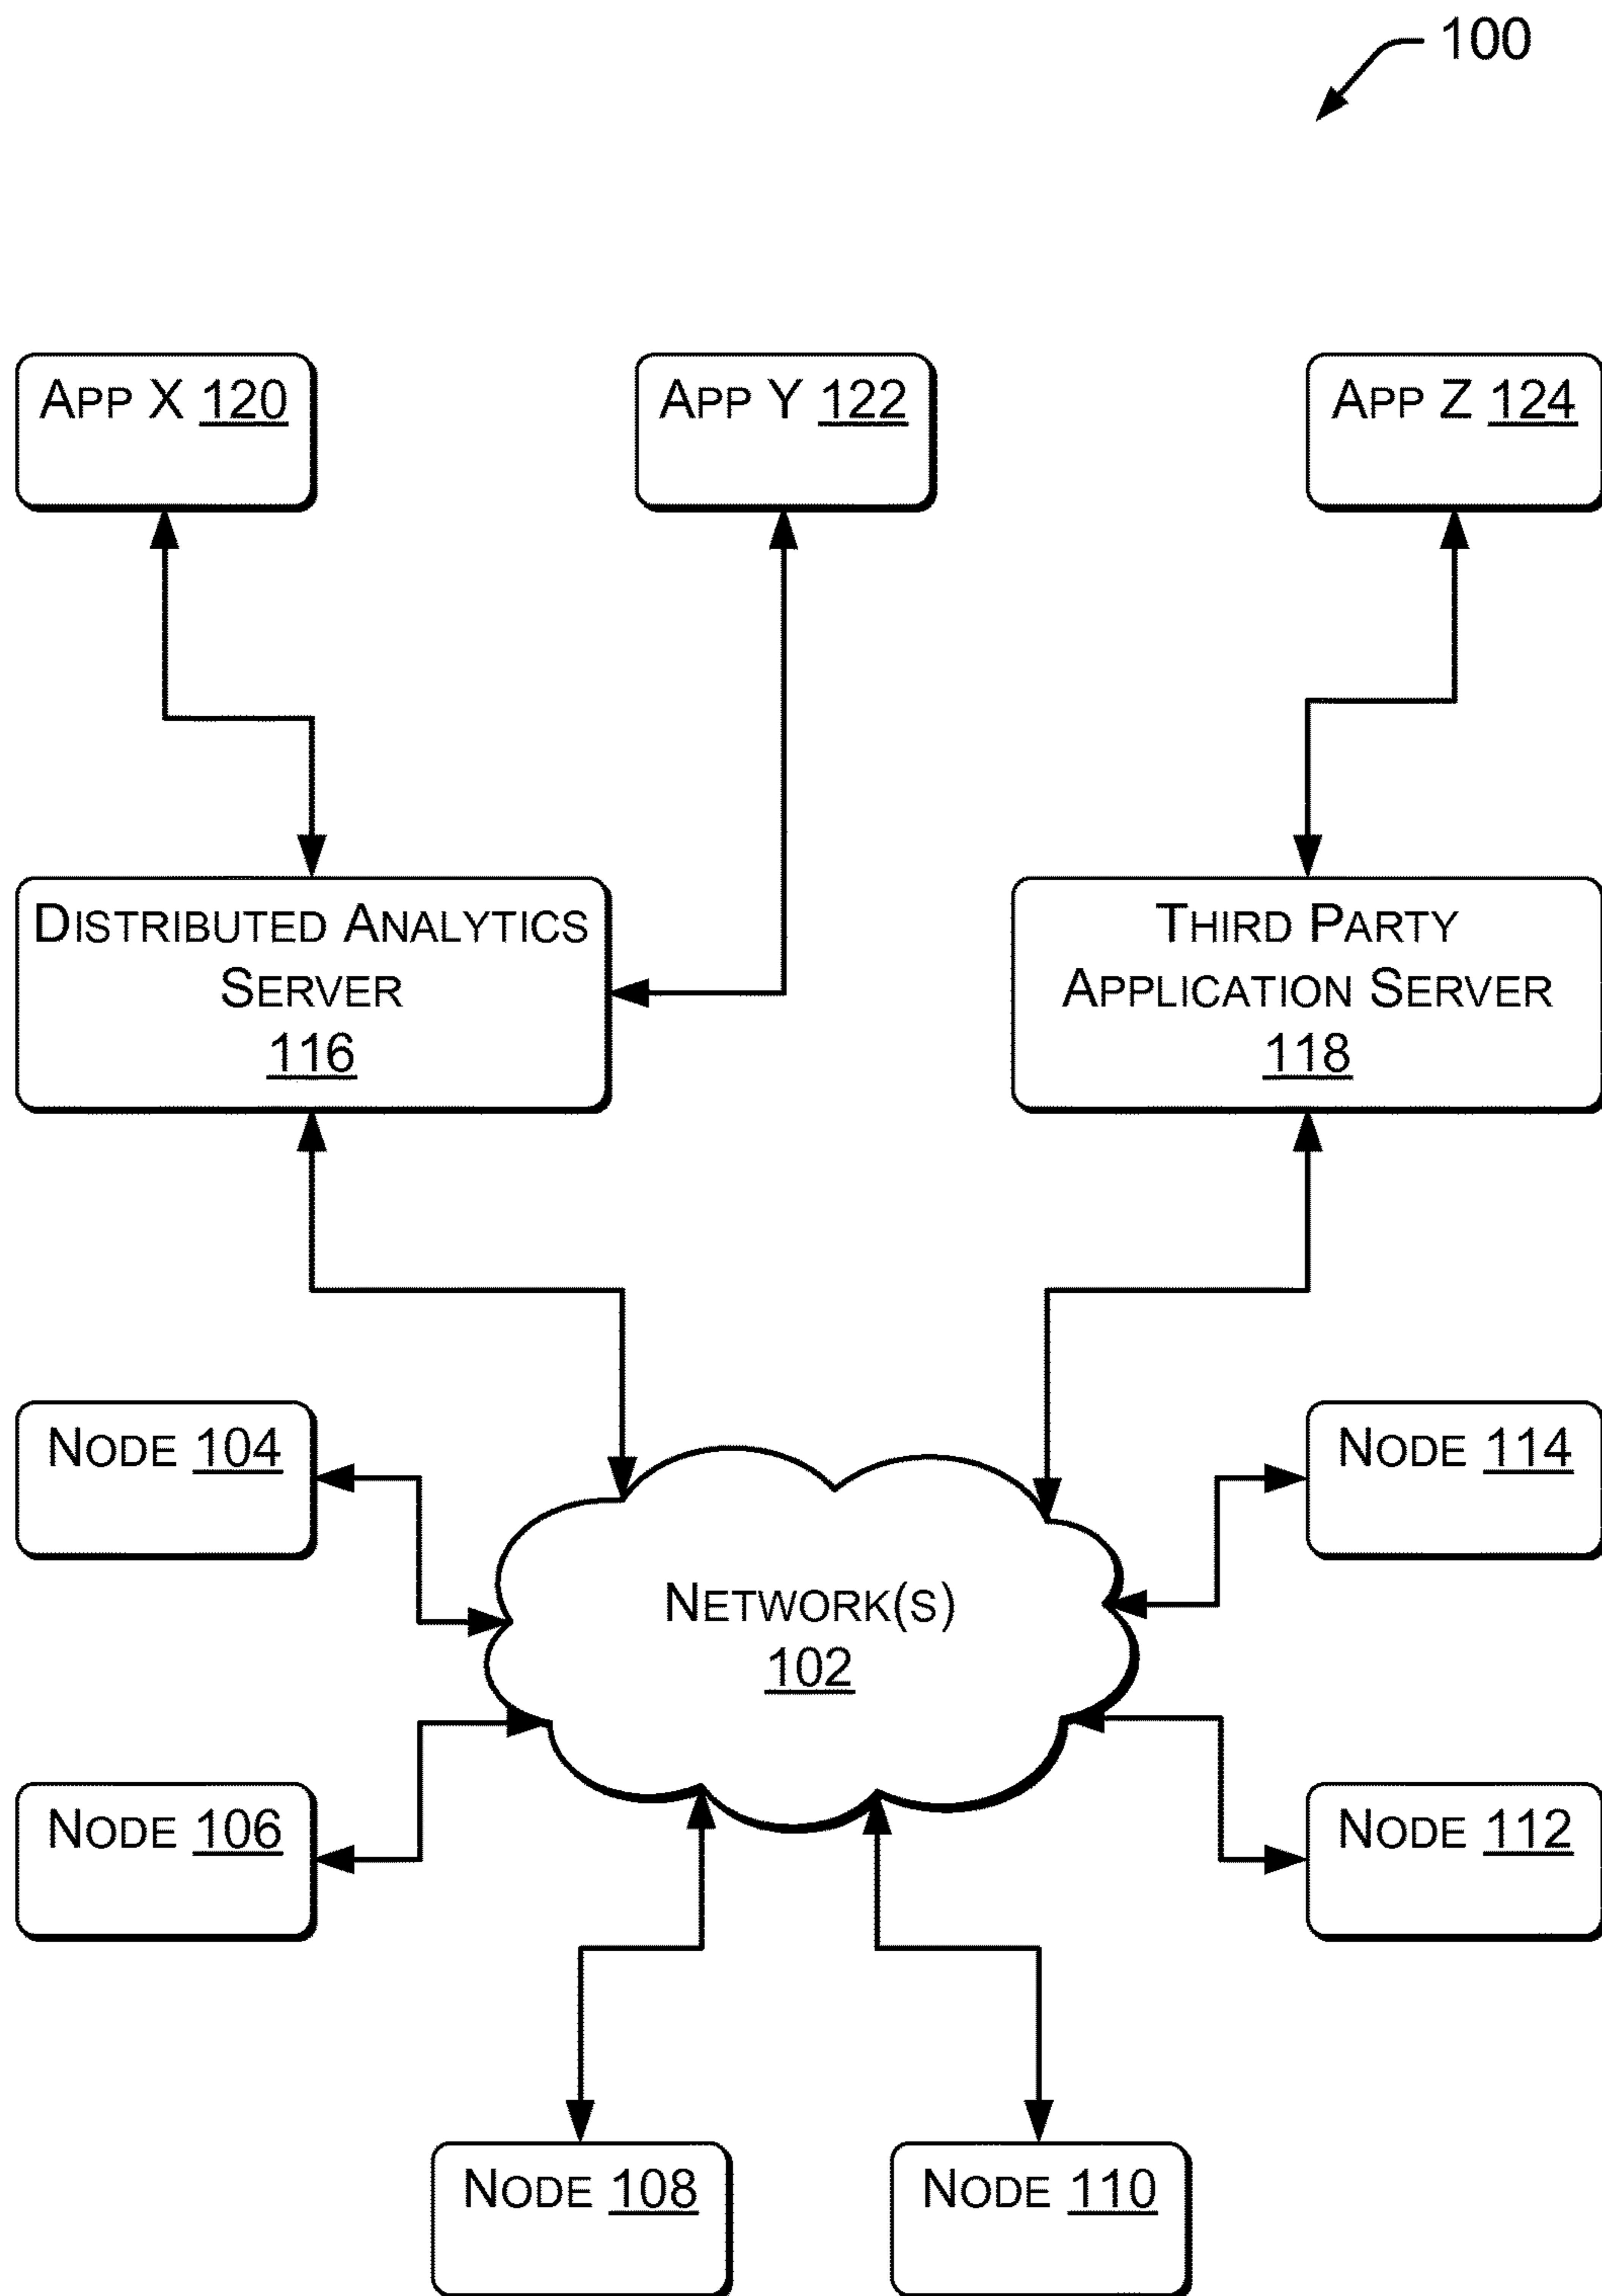 100
APP X 120
APP Y 122
APP Z 124
DISTRIBUTED ANALYTICS
SERVER
116
THIRD PARTY
APPLICATION SERVER
118
NODE 104
NODE 114
NETWORK(S)
102
NODE 106
NODE 112
NODE 108
NODE 110